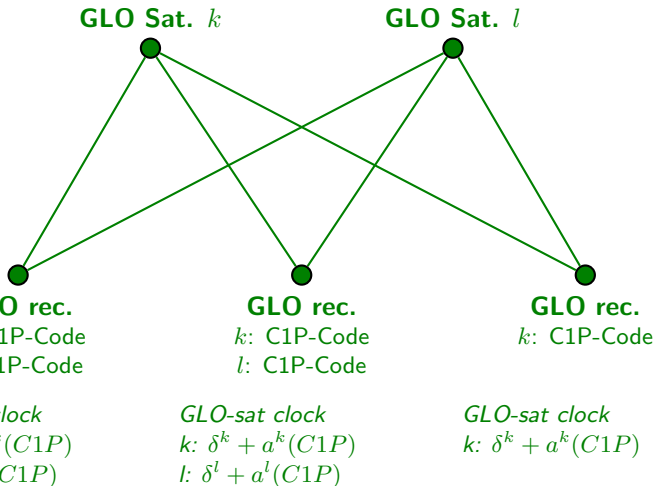 GLO Sat. k
GLO Sat. l
O rec.
1P-Code
1P-Code
GLO rec.
k: C1P-Code
l: C1P-Code
GLO rec.
k: C1P-Code
lock
(C1P)
C1P)
GLO-sat clock
k: δ^k + a^k(C1P)
l: δ^l + a^l(C1P)
GLO-sat clock
k: δ^k + a^k(C1P)